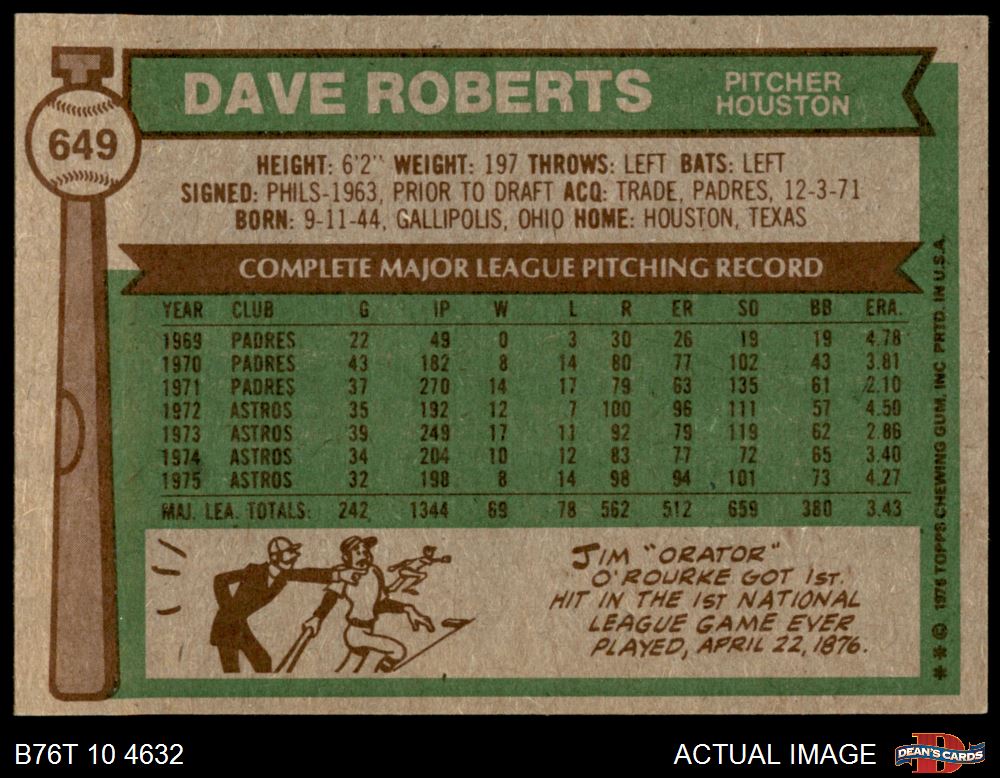 649
DAVE ROBERTS
PITCHER
HOUSTON
HEIGHT: 6'2" WEIGHT: 197 THROWS: LEFT BATS: LEFT
SIGNED: PHILS-1963, PRIOR TO DRAFT ACQ: TRADE, PADRES, 12-3-71
BORN: 9-11-44, GALLIPOLIS, OHIO HOME: HOUSTON, TEXAS
COMPLETE MAJOR LEAGUE PITCHING RECORD
YEAR CLUB G IP W L R ER SO BB ERA.
1969 PADRES 22 49 0 3 30 26 19 19 4.78
1970 PADRES 43 182 8 14 80 77 102 43 3.81
1971 PADRES 37 270 14 17 79 63 135 61 2.10
1972 ASTROS 35 192 12 7 100 96 111 57 4.50
1973 ASTROS 39 249 17 11 92 79 119 62 2.86
1974 ASTROS 34 204 10 12 83 77 72 65 3.40
1975 ASTROS 32 198 8 14 98 94 101 73 4.27
MAJ. LEA. TOTALS: 242 1344 69 78 562 512 659 380 3.43
JIM "ORATOR"
O'ROURKE GOT 1ST.
HIT IN THE 1ST NATIONAL
LEAGUE GAME EVER
PLAYED, APRIL 22, 1876.
** © 1976 TOPPS CHEWING GUM, INC PRTD. IN U.S.A.
B76T 10 4632
ACTUAL IMAGE
DEAN'S CARDS